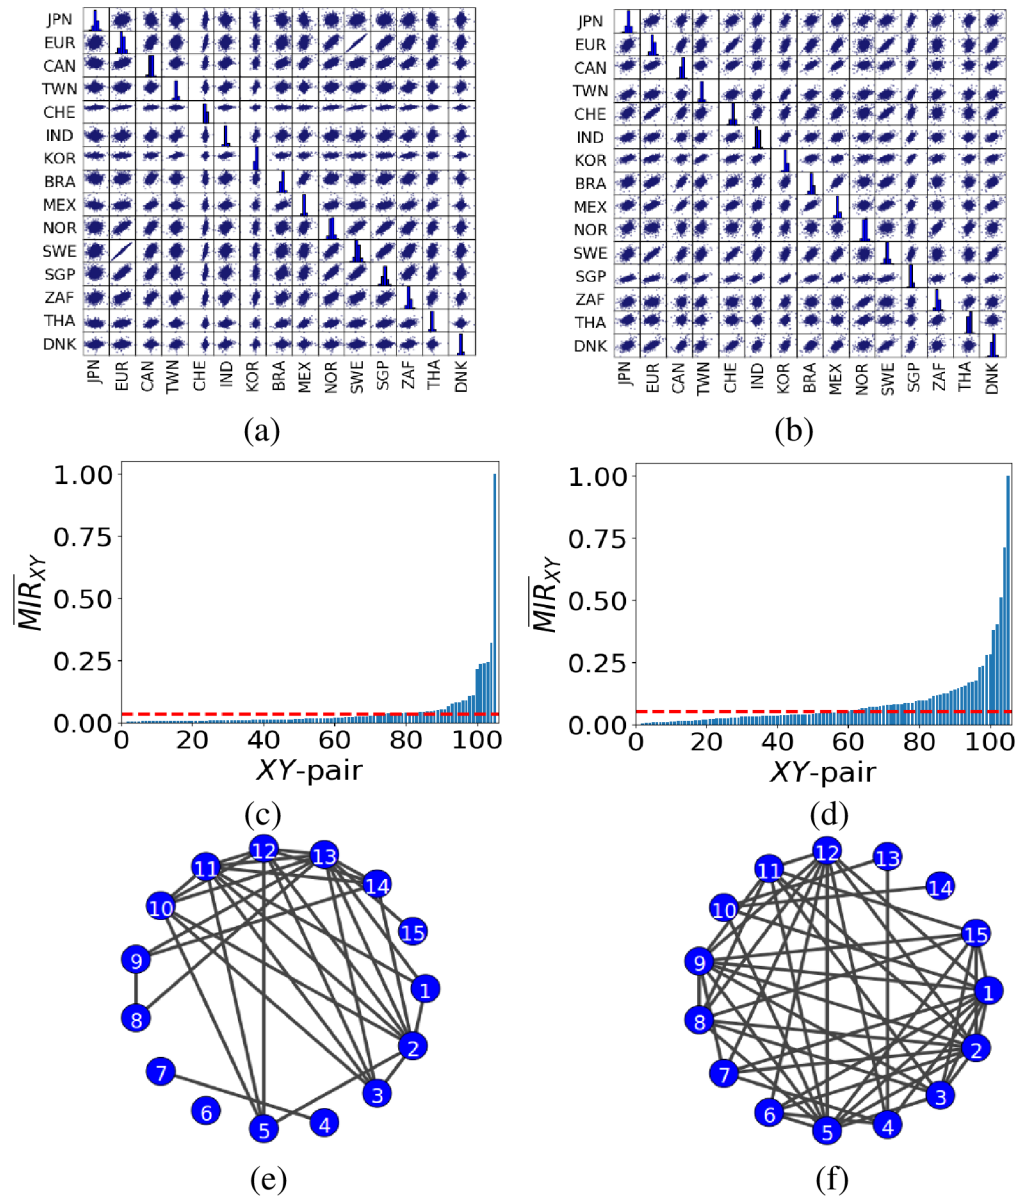 JPN
EUR
CAN
TWN
CHE
IND
KOR
BRA
MEX
NOR
SWE
SGP
ZAF
THA
DNK
JPN EUR CAN TWN CHE IND KOR BRA MEX NOR SWE SGP ZAF THA DNK
(a)
JPN
EUR
CAN
TWN
CHE
IND
KOR
BRA
MEX
NOR
SWE
SGP
ZAF
THA
DNK
JPN EUR CAN TWN CHE IND KOR BRA MEX NOR SWE SGP ZAF THA DNK
(b)
MIR_XY
1.00
0.75
0.50
0.25
0.00
0 20 40 60 80 100
XY-pair
(c)
MIR_XY
1.00
0.75
0.50
0.25
0.00
0 20 40 60 80 100
XY-pair
(d)
12
13
11
14
10
15
9
1
8
2
7
3
6
4
5
(e)
12
13
11
14
10
15
9
1
8
2
7
3
6
4
5
(f)